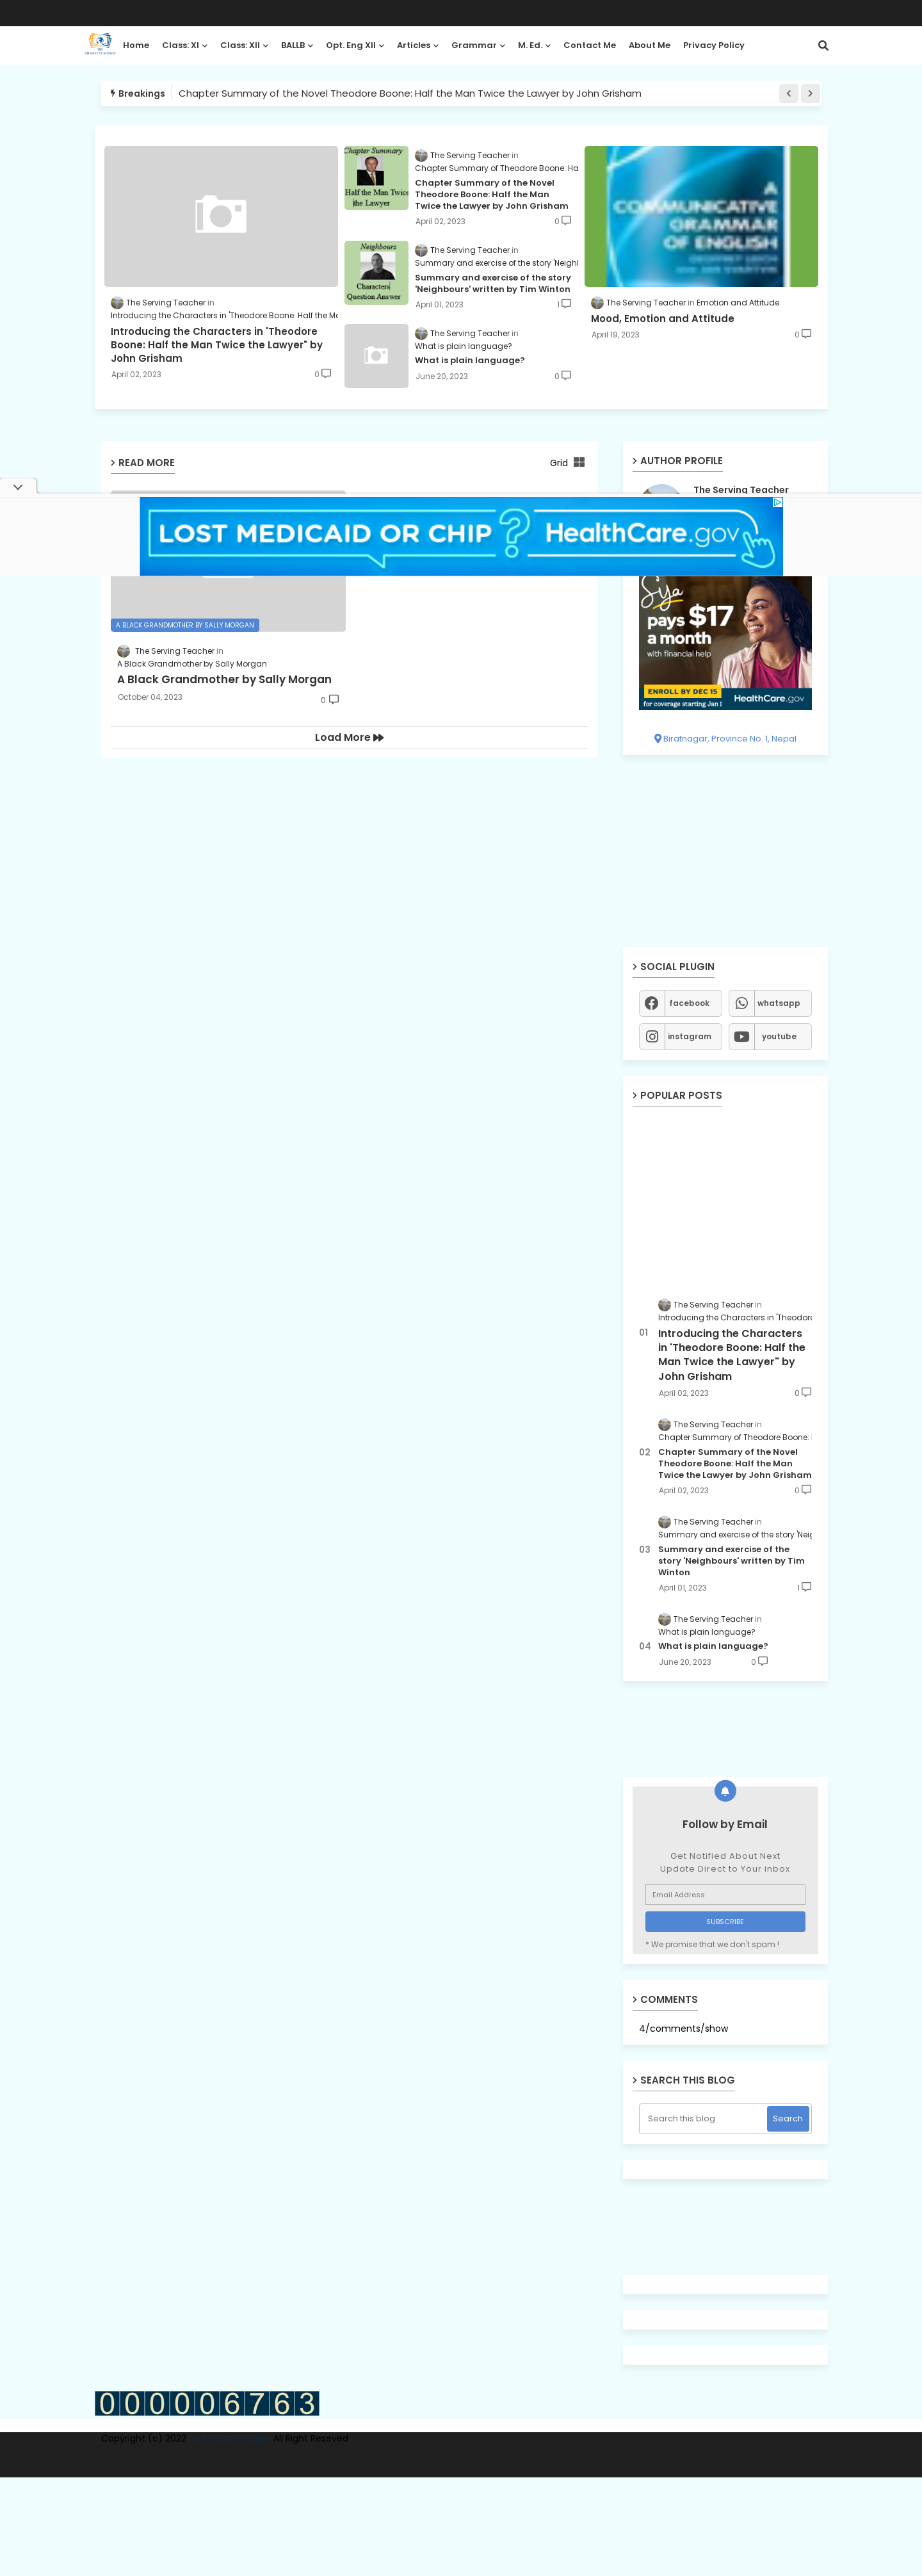 Home Class: XI Class: XII BALLB Opt. Eng XII Articles Grammar M. Ed. Contact Me About Me Privacy Policy
Breakings Chapter Summary of the Novel Theodore Boone: Half the Man Twice the Lawyer by John Grisham
The Serving Teacher in
Introducing the Characters in 'Theodore Boone: Half the
Introducing the Characters in 'Theodore
Boone: Half the Man Twice the Lawyer" by
John Grisham
April 02, 2023 0
Chapter Summary
Half the Man Twice
the Lawyer
The Serving Teacher in
Chapter Summary of Theodore Boone:
Chapter Summary of the Novel
Theodore Boone: Half the Man
Twice the Lawyer by John Grisham
April 02, 2023 0
Neighbours
Characters
Question Answer
The Serving Teacher in
Summary and exercise of the story
Summary and exercise of the story
'Neighbours' written by Tim Winton
April 01, 2023 1
The Serving Teacher in
What is plain language?
What is plain language?
June 20, 2023 0
A
COMMUNICATIVE
GRAMMAR
OF ENGLISH
The Serving Teacher in Emotion and Attitude
Mood, Emotion and Attitude
April 19, 2023 0
READ MORE
Grid
A BLACK GRANDMOTHER BY SALLY MORGAN
The Serving Teacher in
A Black Grandmother by Sally Morgan
A Black Grandmother by Sally Morgan
October 04, 2023 0
Load More
AUTHOR PROFILE
The Serving Teacher
LOST MEDICAID OR CHIP ? HealthCare.gov
Sya
pays $17
a month
with financial help
ENROLL BY DEC 15
for coverage starting Jan 1
HealthCare.gov
Biratnagar, Province No. 1, Nepal
SOCIAL PLUGIN
facebook whatsapp
instagram youtube
POPULAR POSTS
The Serving Teacher in
Introducing the Characters in 'Theodore
01 Introducing the Characters
in 'Theodore Boone: Half the
Man Twice the Lawyer" by
John Grisham
April 02, 2023 0
The Serving Teacher in
Chapter Summary of Theodore Boone:
02 Chapter Summary of the Novel
Theodore Boone: Half the Man
Twice the Lawyer by John Grisham
April 02, 2023 0
The Serving Teacher in
Summary and exercise of the story
03 Summary and exercise of the
story 'Neighbours' written by Tim
Winton
April 01, 2023 1
The Serving Teacher in
What is plain language?
04 What is plain language?
June 20, 2023 0
Follow by Email
Get Notified About Next
Update Direct to Your inbox
Email Address
SUBSCRIBE
* We promise that we don't spam !
COMMENTS
4/comments/show
SEARCH THIS BLOG
Search this blog Search
000006763
Copyright (c) 2022 All Right Reseved